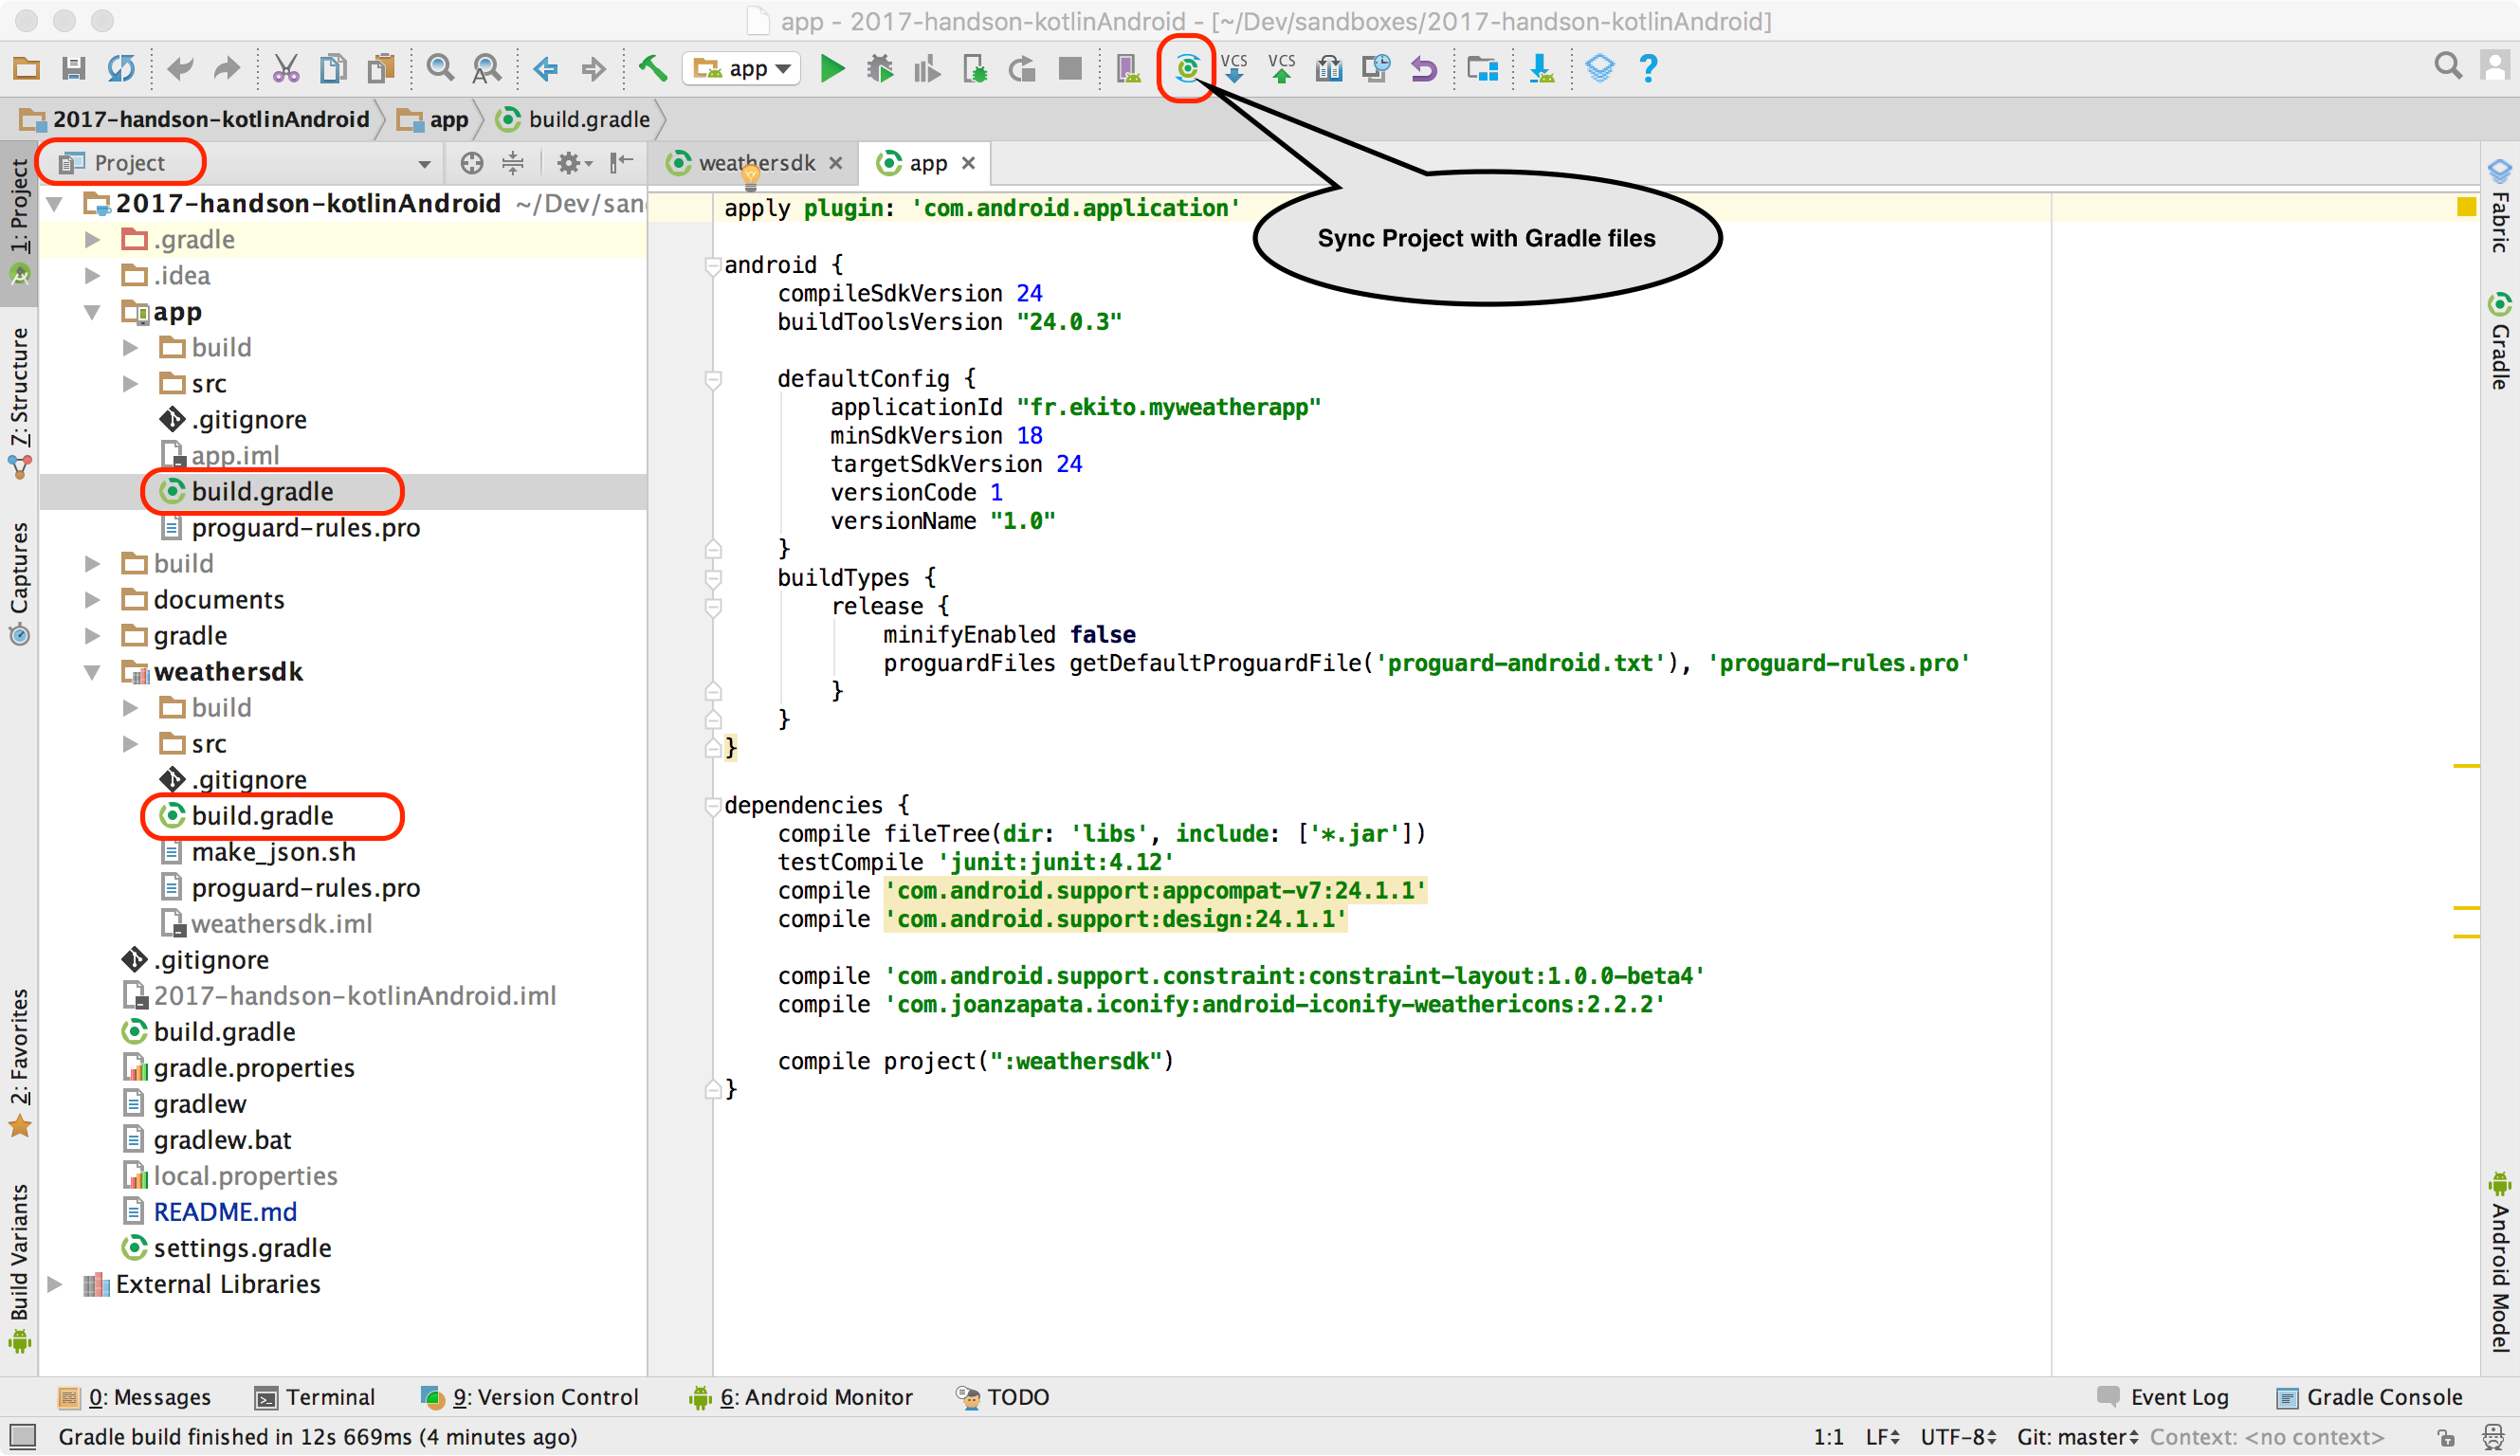 app - 2017-handson-kotlinAndroid - [~/Dev/sandboxes/2017-handson-kotlinAndroid]
app
VCS
VCS
?
2017-handson-kotlinAndroid
app
build.gradle
Project
weathersdk
app
Sync Project with Gradle files
1: Project
7: Structure
Captures
2: Favorites
Build Variants
2017-handson-kotlinAndroid ~/Dev/san
.gradle
.idea
app
build
src
.gitignore
app.iml
build.gradle
proguard-rules.pro
build
documents
gradle
weathersdk
build
src
.gitignore
build.gradle
make_json.sh
proguard-rules.pro
weathersdk.iml
.gitignore
2017-handson-kotlinAndroid.iml
build.gradle
gradle.properties
gradlew
gradlew.bat
local.properties
README.md
settings.gradle
External Libraries
apply plugin: 'com.android.application'
android {
compileSdkVersion 24
buildToolsVersion "24.0.3"
defaultConfig {
applicationId "fr.ekito.myweatherapp"
minSdkVersion 18
targetSdkVersion 24
versionCode 1
versionName "1.0"
}
buildTypes {
release {
minifyEnabled false
proguardFiles getDefaultProguardFile('proguard-android.txt'), 'proguard-rules.pro'
}
}
}
dependencies {
compile fileTree(dir: 'libs', include: ['*.jar'])
testCompile 'junit:junit:4.12'
compile 'com.android.support:appcompat-v7:24.1.1'
compile 'com.android.support:design:24.1.1'
compile 'com.android.support.constraint:constraint-layout:1.0.0-beta4'
compile 'com.joanzapata.iconify:android-iconify-weathericons:2.2.2'
compile project(":weathersdk")
}
Fabric
Gradle
Android Model
0: Messages
Terminal
9: Version Control
6: Android Monitor
TODO
Event Log
Gradle Console
Gradle build finished in 12s 669ms (4 minutes ago)
1:1
LF
UTF-8
Git: master
Context: <no context>